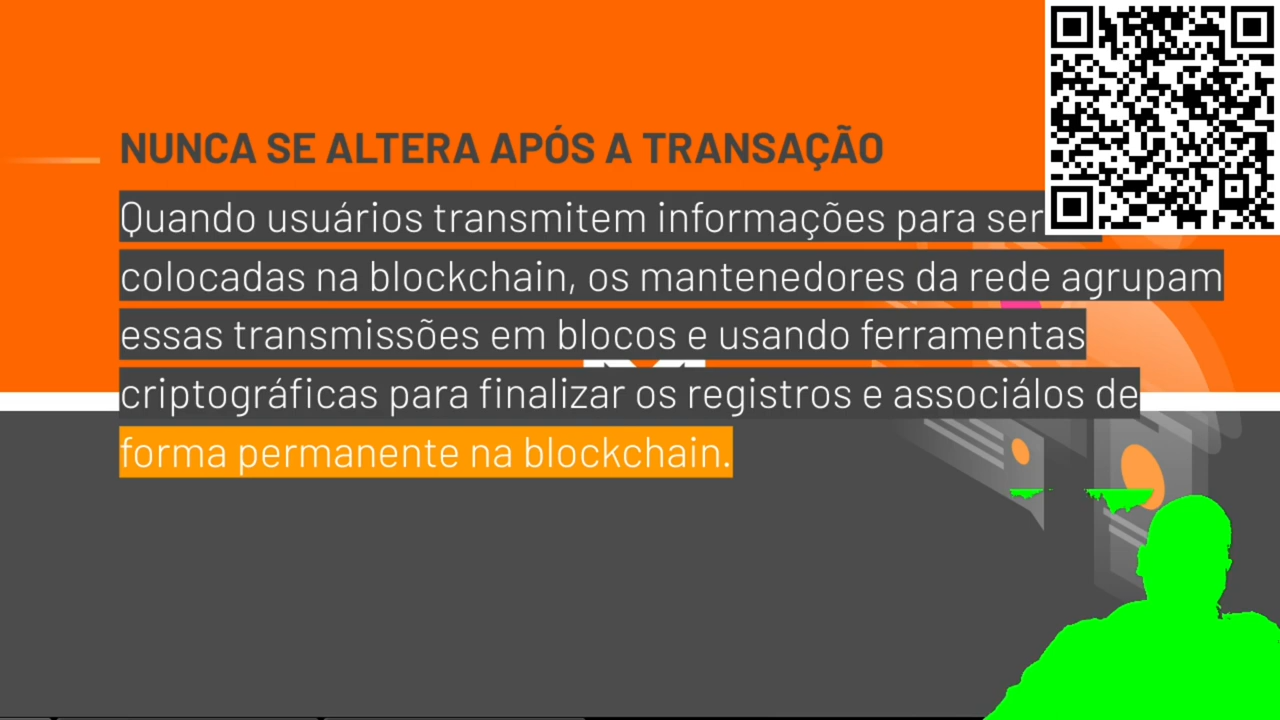 NUNCA SE ALTERA APÓS A TRANSAÇÃO
Quando usuários transmitem informações para ser
colocadas na blockchain, os mantenedores da rede agrupam
essas transmissões em blocos e usando ferramentas
criptográficas para finalizar os registros e associálos de
forma permanente na blockchain.